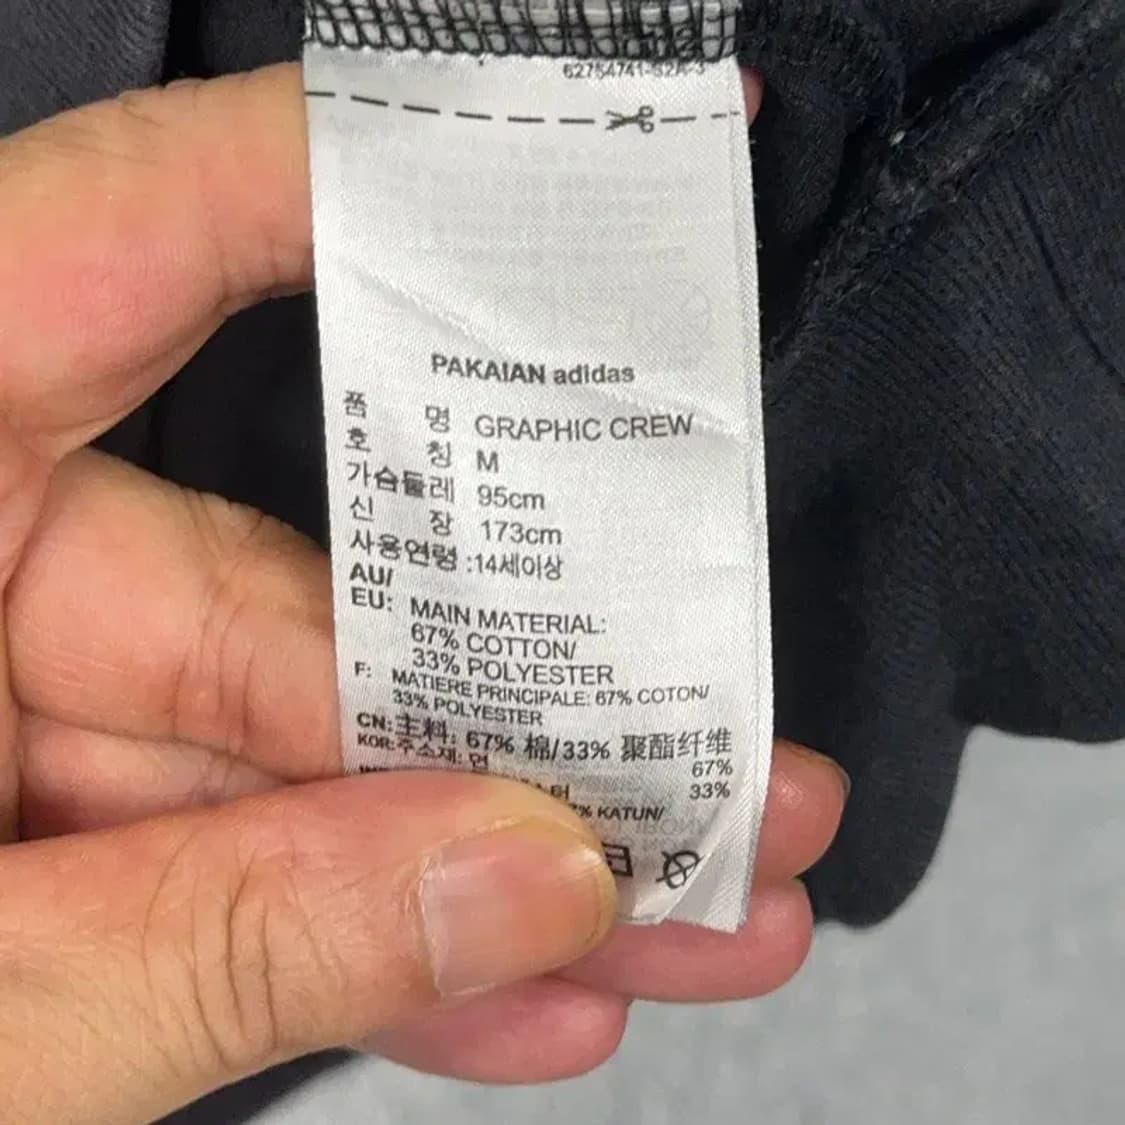 PAKAIAN adidas
품 명 GRAPHIC CREW
호 칭 M
가슴둘레 95cm
신 장 173cm
사용연령 :14세이상
AU/
EU: MAIN MATERIAL:
67% COTTON/
33% POLYESTER
F: MATIERE PRINCIPALE: 67% COTON/
33% POLYESTER
CN: 主料: 67% 棉/33% 聚酯纤维
KOR: 주소재: 면 67%
33%
% KATUN/